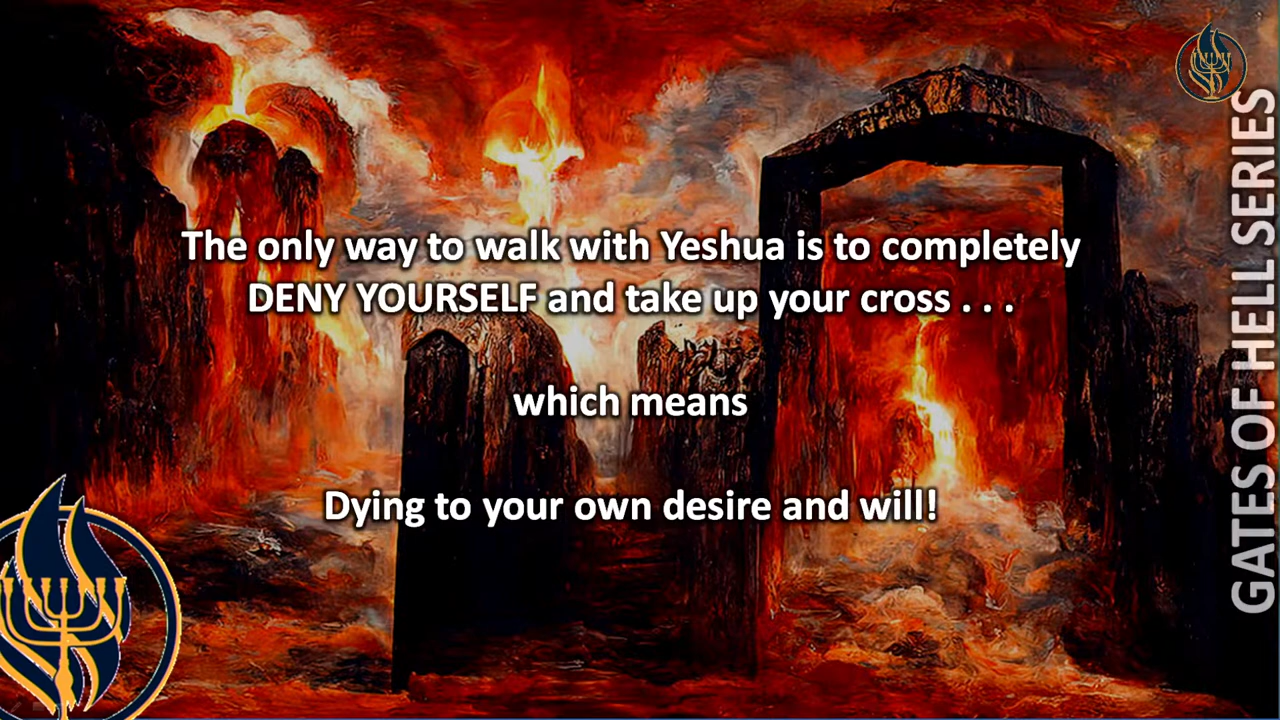 The only way to walk with Yeshua is to completely
DENY YOURSELF and take up your cross . . .
which means
Dying to your own desire and will!
GATES OF HELL SERIES